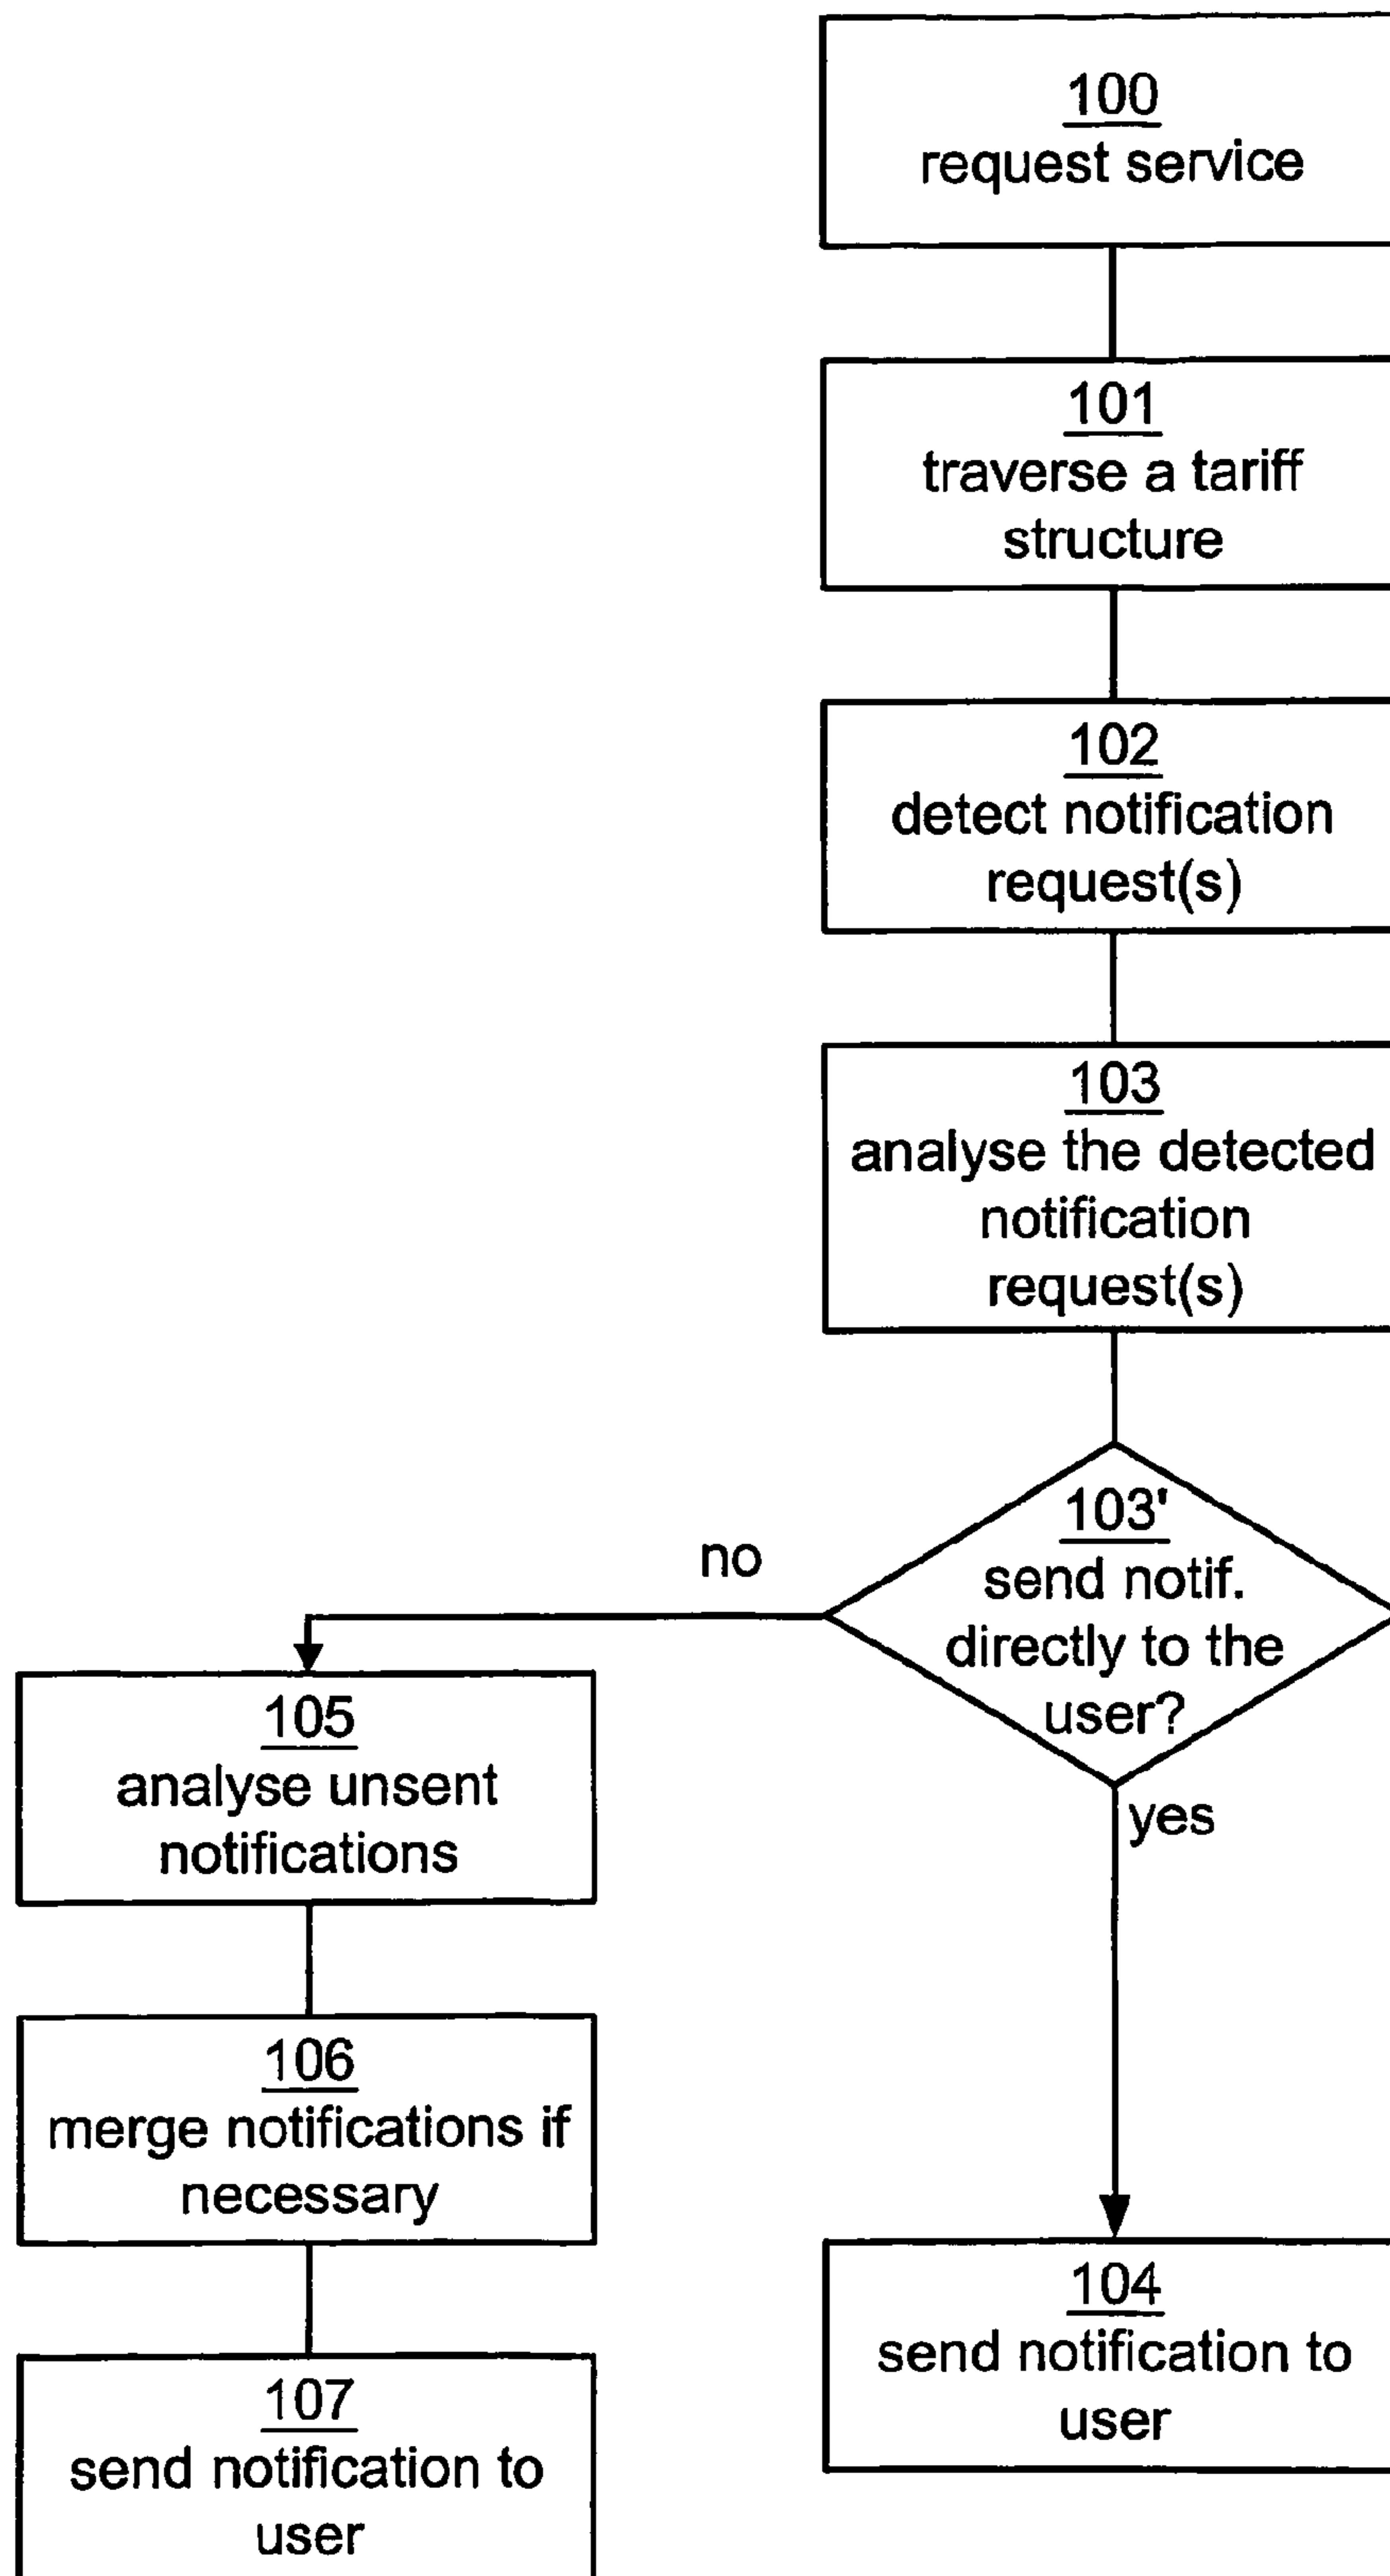 100
request service
101
traverse a tariff
structure
102
detect notification
request(s)
103
analyse the detected
notification
request(s)
103'
send notif.
directly to the
user?
no
yes
105
analyse unsent
notifications
106
merge notifications if
necessary
107
send notification to
user
104
send notification to
user